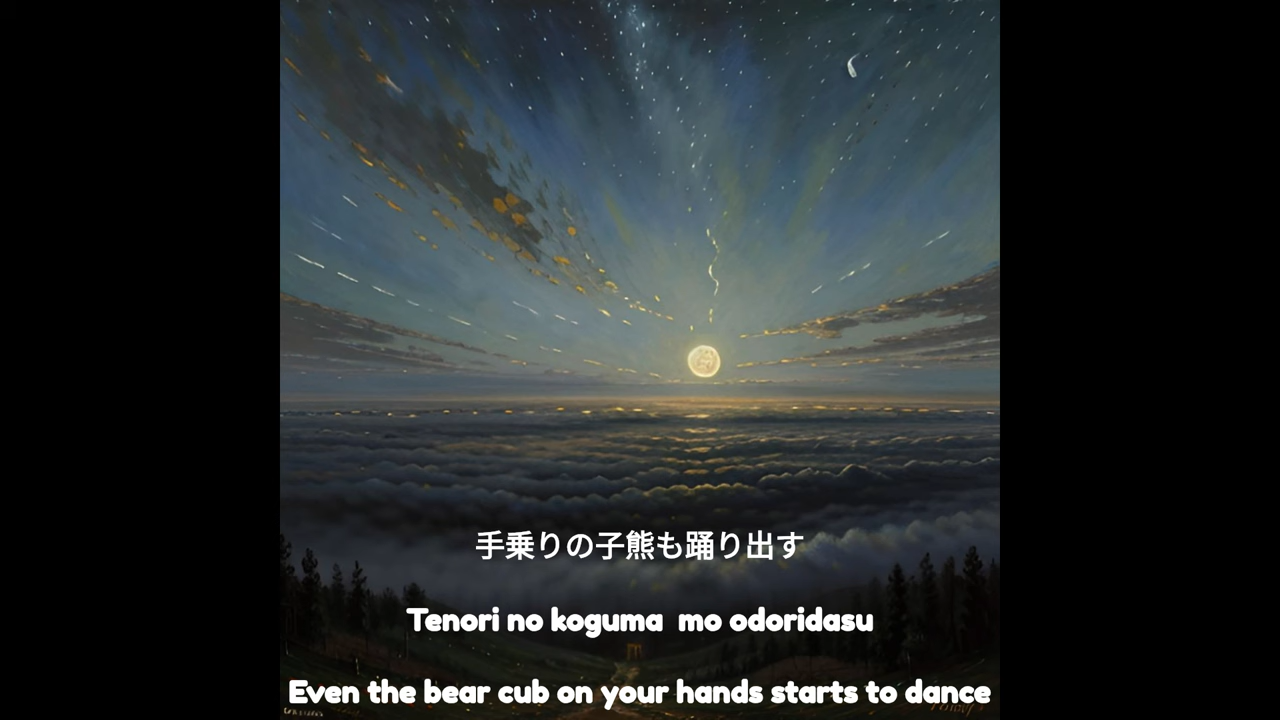 手乗りの子熊も踊り出す
Tenori no koguma mo odoridasu
Even the bear cub on your hands starts to dance